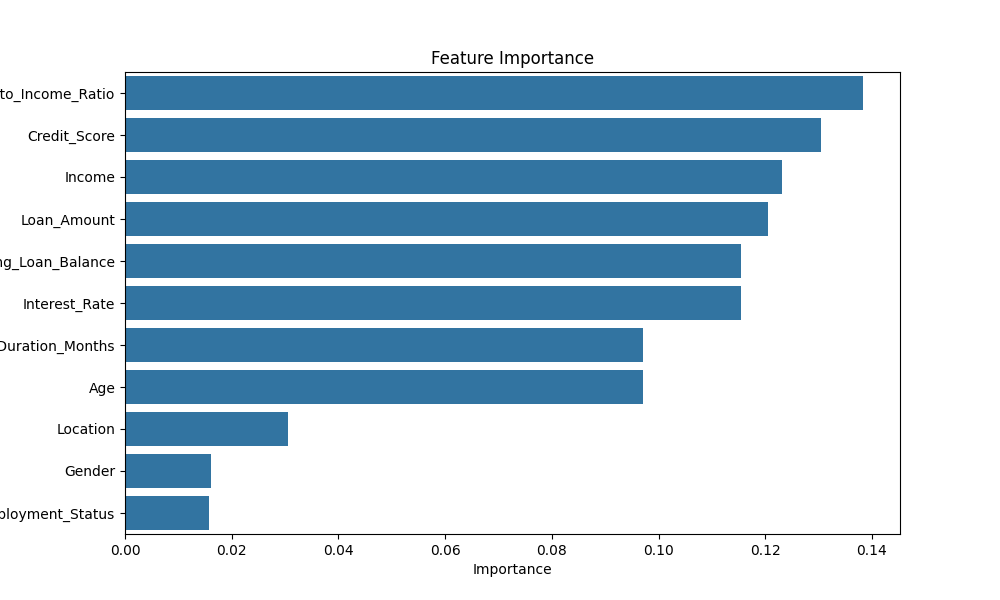 Feature Importance
to_Income_Ratio
Credit_Score
Income
Loan_Amount
ng_Loan_Balance
Interest_Rate
Duration_Months
Age
Location
Gender
ployment_Status
0.00 0.02 0.04 0.06 0.08 0.10 0.12 0.14
Importance